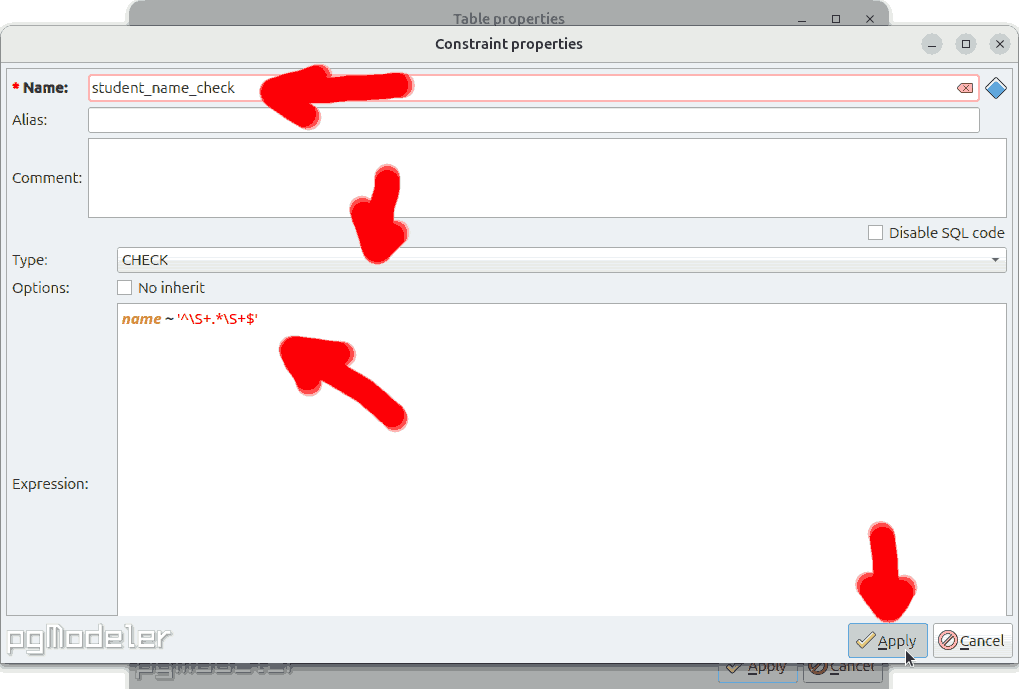 Table properties
Constraint properties
* Name: student_name_check
Alias:
Comment:
Disable SQL code
Type: CHECK
Options: No inherit
name ~ '^\S+.*\S+$'
Expression:
pgModeler Apply Cancel
pgModeler Apply Cancel